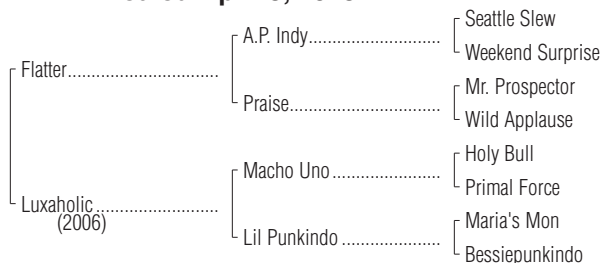 Seattle Slew
A.P. Indy
Weekend Surprise
Flatter
Mr. Prospector
Praise
Wild Applause
Holy Bull
Macho Uno
Primal Force
Luxaholic
(2006)
Maria's Mon
Lil Punkindo
Bessiepunkindo